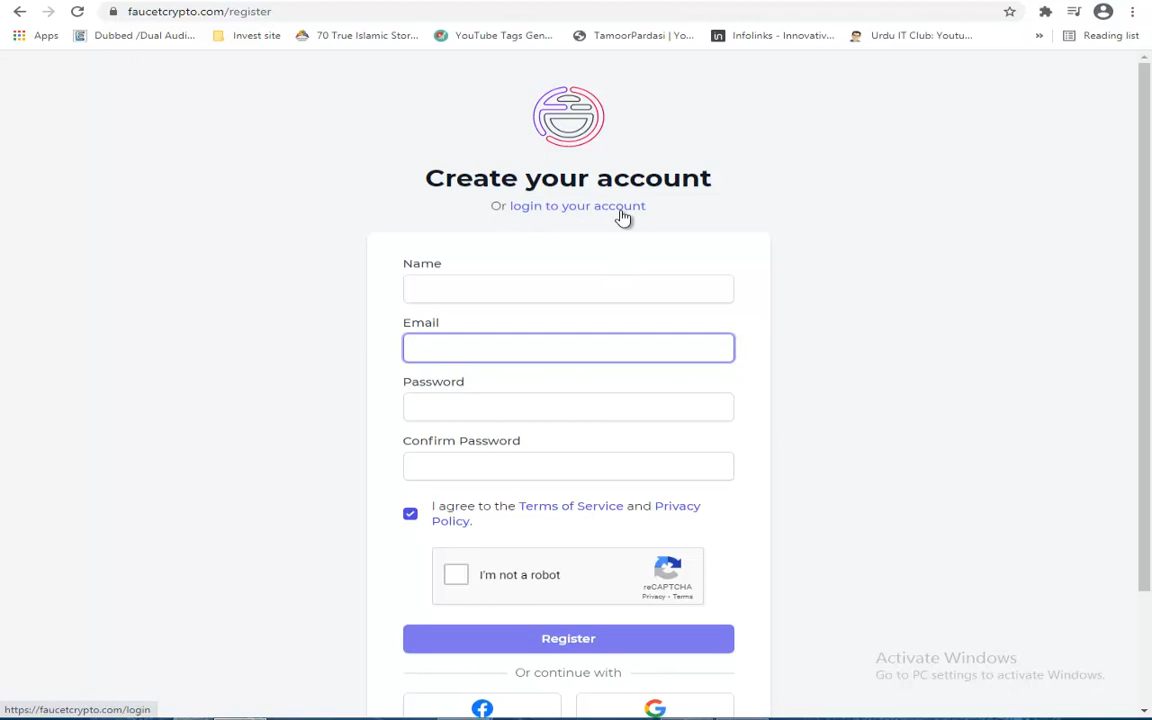 faucetcrypto.com/register
Apps Dubbed /Dual Audi... Invest site 70 True Islamic Stor... YouTube Tags Gen... TamoorPardasi | Yo... Infolinks - Innovativ... Urdu IT Club: Youtu... » Reading list
Create your account
Or login to your account
Name
Email
Password
Confirm Password
I agree to the Terms of Service and Privacy
Policy.
I'm not a robot
reCAPTCHA
Privacy - Terms
Register
Or continue with
Activate Windows
Go to PC settings to activate Windows.
https://faucetcrypto.com/login